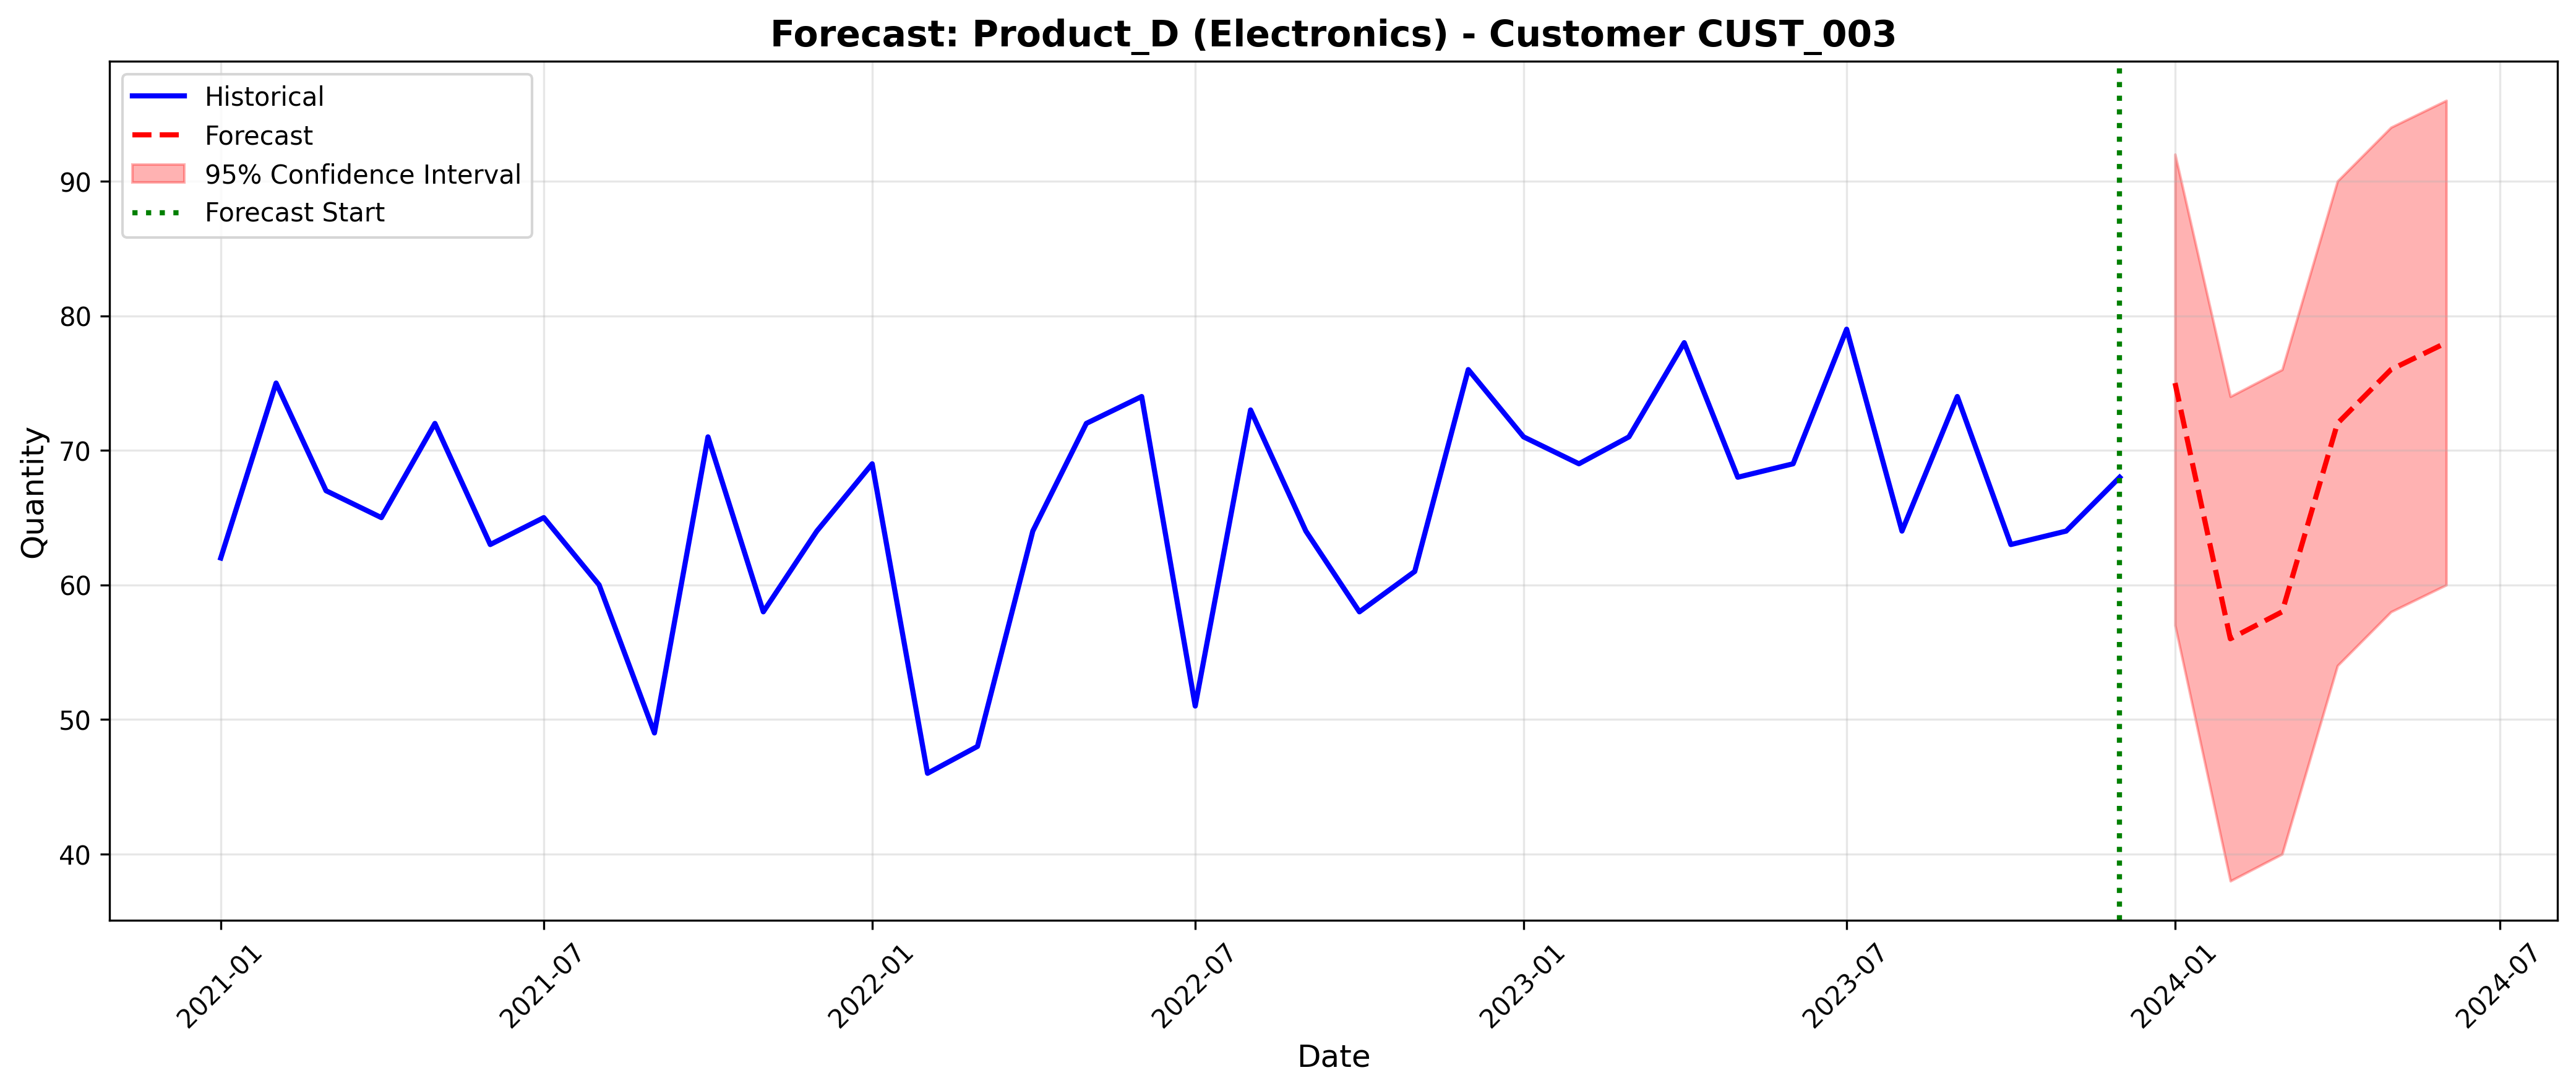 Forecast: Product_D (Electronics) - Customer CUST_003
Historical
Forecast
95% Confidence Interval
Forecast Start
Quantity
90
80
70
60
50
40
2021-01
2021-07
2022-01
2022-07
2023-01
2023-07
2024-01
2024-07
Date